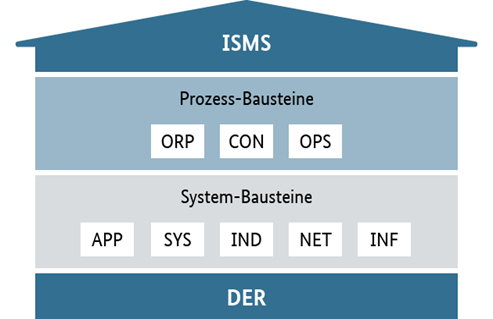 ISMS
Prozess-Bausteine
ORP CON OPS
System-Bausteine
APP SYS IND NET INF
DER